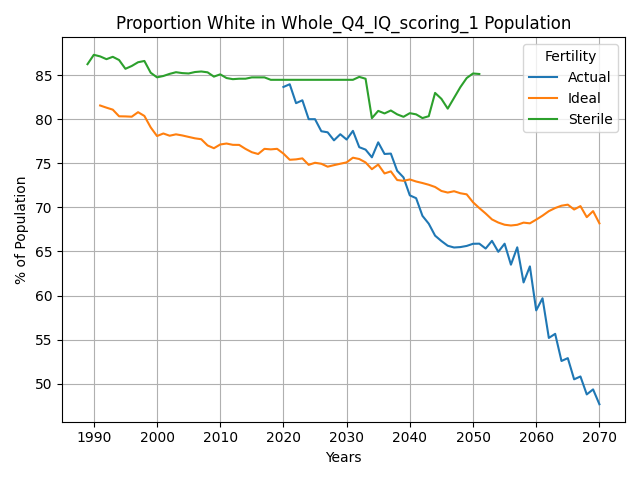 Proportion White in Whole_Q4_IQ_scoring_1 Population
Fertility
Actual
Ideal
Sterile
% of Population
85
80
75
70
65
60
55
50
1990
2000
2010
2020
2030
2040
2050
2060
2070
Years